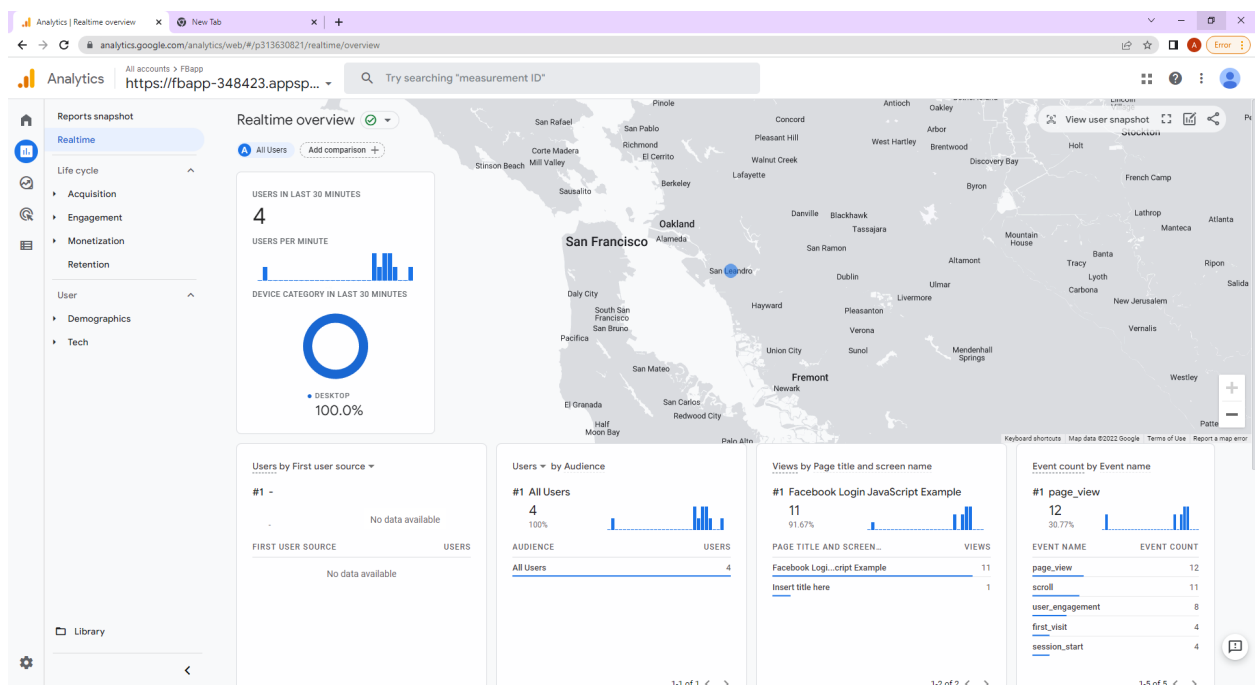 Analytics | Realtime overview
New Tab
analytics.google.com/analytics/web/#/p313630821/realtime/overview
A
Error
Analytics
All accounts > FBapp
https://fbapp-348423.appsp...
Try searching "measurement ID"
Reports snapshot
Realtime
Life cycle
Acquisition
Engagement
Monetization
Retention
User
Demographics
Tech
Library
Realtime overview
A All Users
Add comparison +
View user snapshot
USERS IN LAST 30 MINUTES
4
USERS PER MINUTE
DEVICE CATEGORY IN LAST 30 MINUTES
DESKTOP
100.0%
Pinole
Antioch
Oakley
San Rafael
San Pablo
Concord
Stockton
Richmond
Pleasant Hill
Arbor
Corte Madera
El Cerrito
West Hartley
Brentwood
Holt
Stinson Beach
Mill Valley
Walnut Creek
Discovery Bay
Lafayette
French Camp
Sausalito
Berkeley
Byron
Danville
Blackhawk
Lathrop
Oakland
Tassajara
Manteca
Atlanta
San Francisco
Alameda
San Ramon
Mountain House
Banta
Altamont
Tracy
Ripon
San Leandro
Dublin
Lyoth
Ulmar
Carbona
Salida
Daly City
Livermore
New Jerusalem
Hayward
Pleasanton
South San Francisco
San Bruno
Verona
Vernalis
Pacifica
Union City
Sunol
Mendenhall Springs
San Mateo
Fremont
Westley
Newark
El Granada
San Carlos
Redwood City
Half Moon Bay
Palo Alto
Patte
Keyboard shortcuts
Map data ©2022 Google
Terms of Use
Report a map error
Users by First user source
#1 -
-
No data available
FIRST USER SOURCE
USERS
No data available
Users by Audience
#1 All Users
4
100%
AUDIENCE
USERS
All Users
4
1-1 of 1
Views by Page title and screen name
#1 Facebook Login JavaScript Example
11
91.67%
PAGE TITLE AND SCREEN...
VIEWS
Facebook Logi...cript Example
11
Insert title here
1
1-2 of 2
Event count by Event name
#1 page_view
12
30.77%
EVENT NAME
EVENT COUNT
page_view
12
scroll
11
user_engagement
8
first_visit
4
session_start
4
1-5 of 5